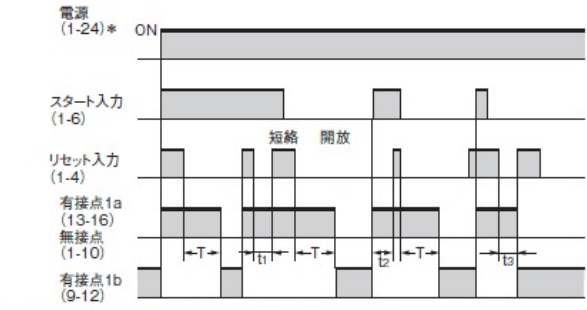 電源
(1-24)* ON
スタート入力
(1-6)
短絡 開放
リセット入力
(1-4)
有接点1a
(13-16)
無接点
(1-10)
T t1 T t2 T t3
有接点1b
(9-12)